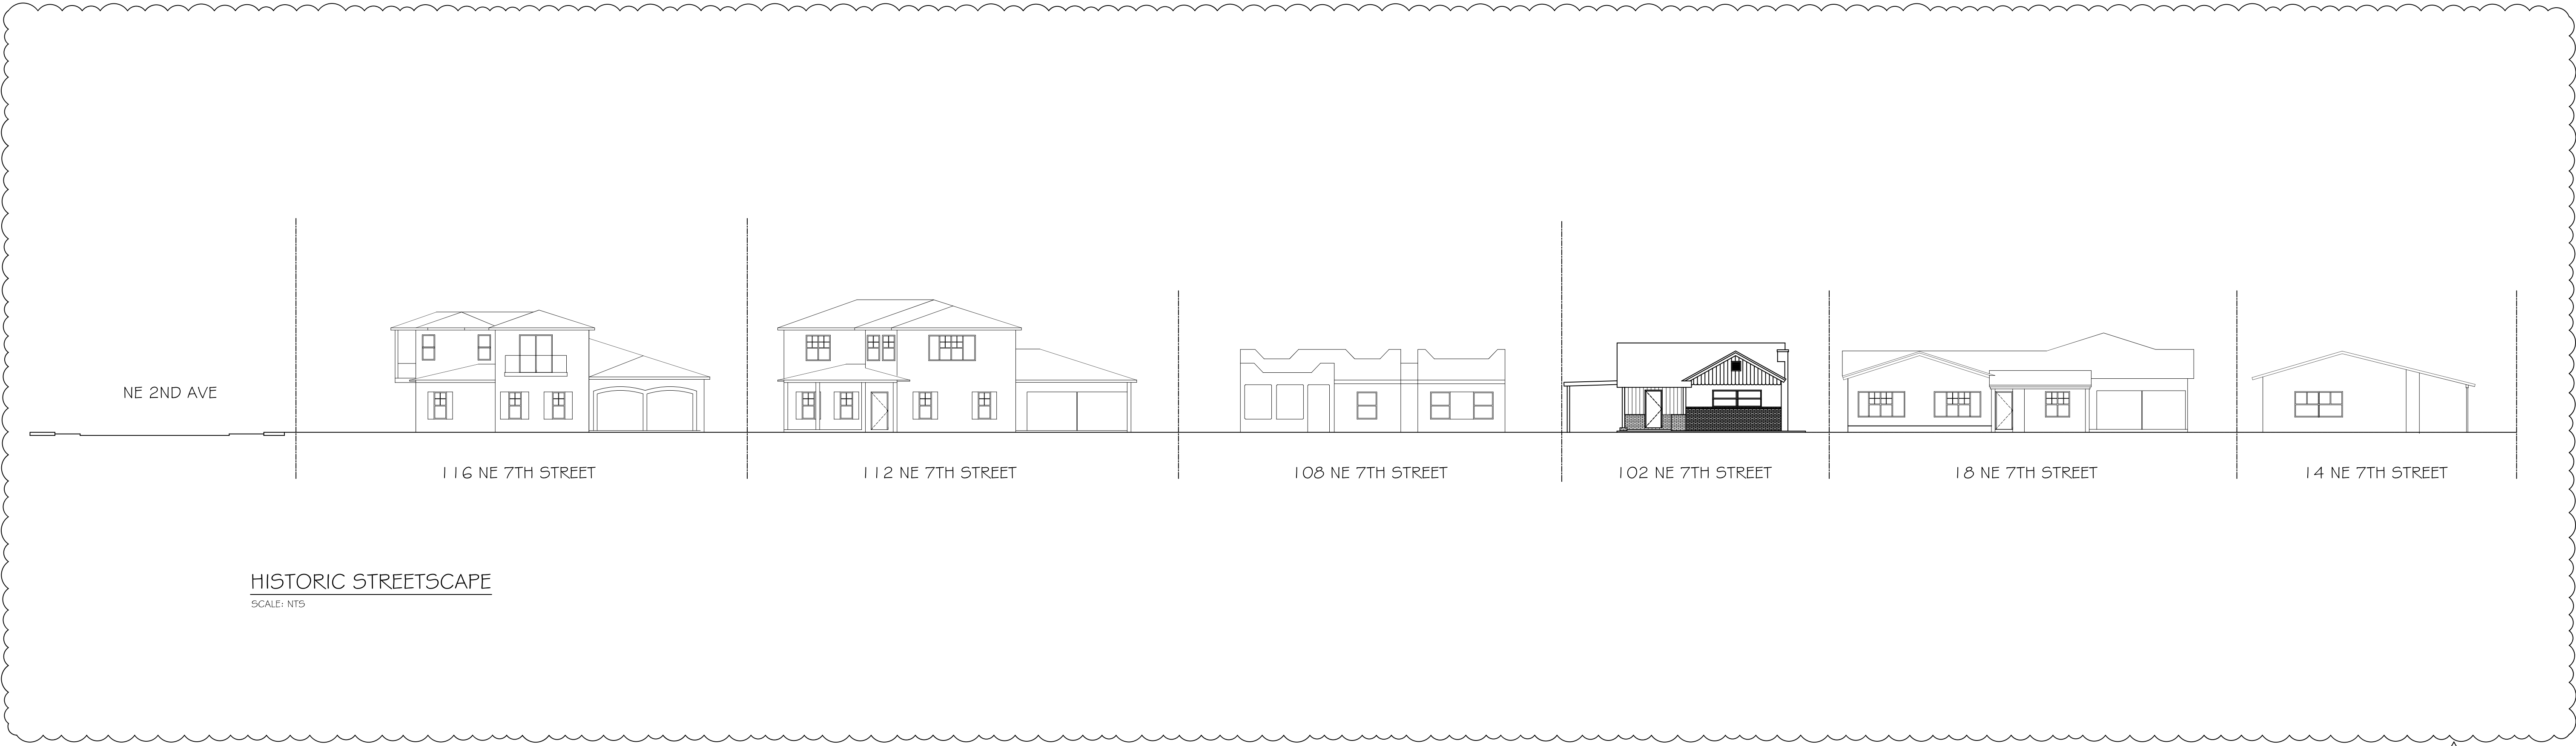 NE 2ND AVE
116 NE 7TH STREET
112 NE 7TH STREET
108 NE 7TH STREET
102 NE 7TH STREET
18 NE 7TH STREET
14 NE 7TH STREET
HISTORIC STREETSCAPE
SCALE: NTS